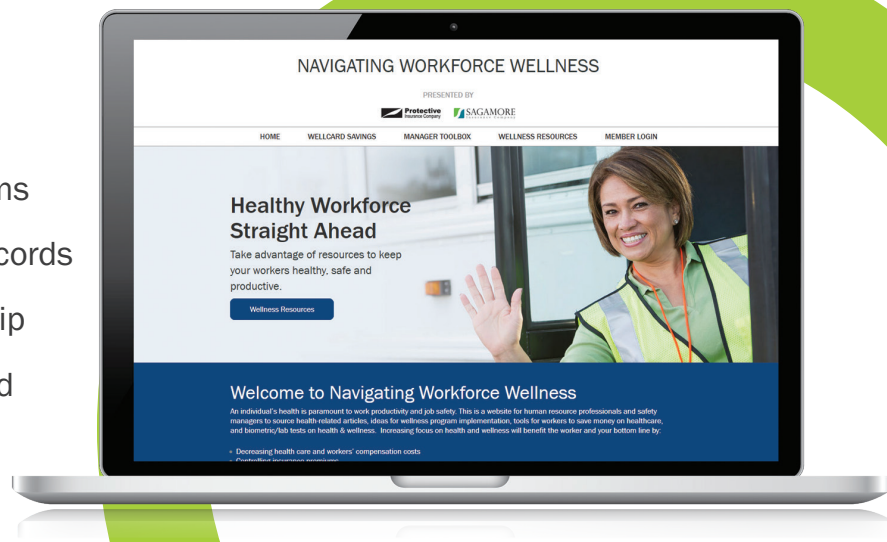 NAVIGATING WORKFORCE WELLNESS
PRESENTED BY
Protective
Insurance Company
SAGAMORE
HOME WELLCARD SAVINGS MANAGER TOOLBOX WELLNESS RESOURCES MEMBER LOGIN
Healthy Workforce
Straight Ahead
Take advantage of resources to keep
your workers healthy, safe and
productive.
Wellness Resources
Welcome to Navigating Workforce Wellness
An individual's health is paramount to work productivity and job safety. This is a website for human resource professionals and safety
managers to source health-related articles, ideas for wellness program implementation, tools for workers to save money on healthcare,
and biometric/lab tests on health & wellness. Increasing focus on health and wellness will benefit the worker and your bottom line by:
• Decreasing health care and workers' compensation costs
ip